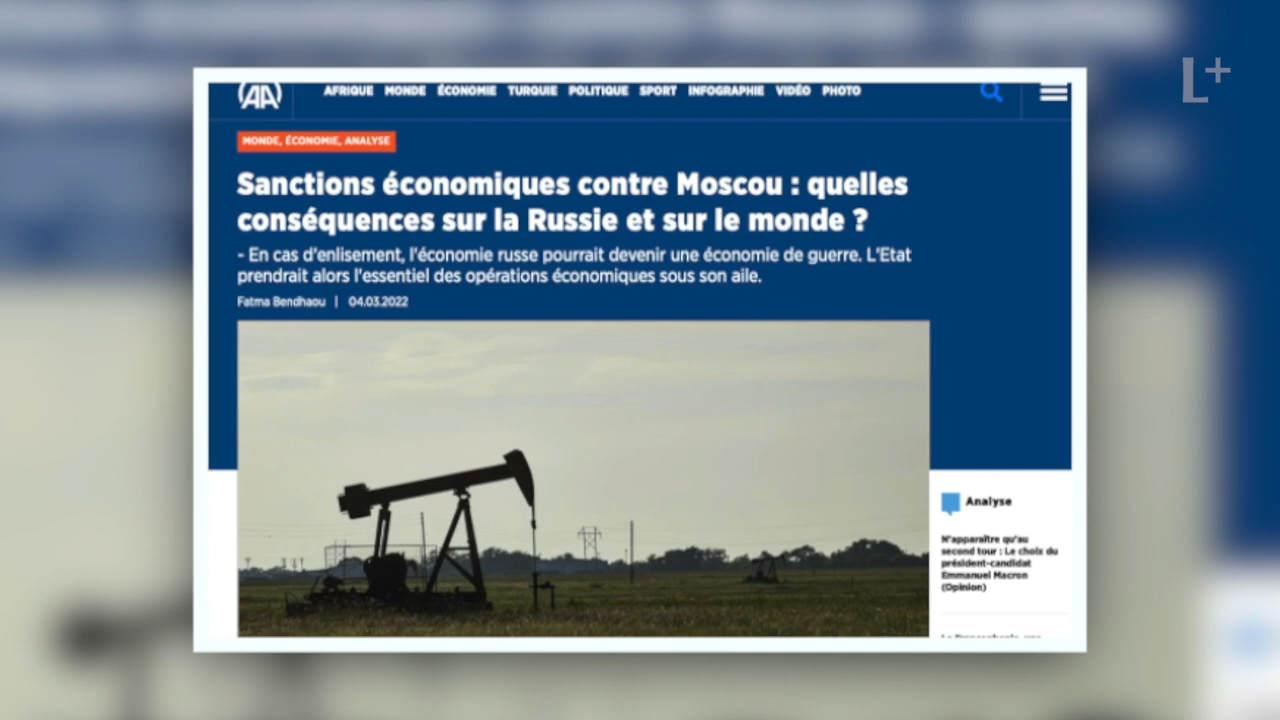 L+
AA
AFRIQUE MONDE ÉCONOMIE TURQUIE POLITIQUE SPORT INFOGRAPHIE VIDÉO PHOTO
MONDE, ÉCONOMIE, ANALYSE
Sanctions économiques contre Moscou : quelles
conséquences sur la Russie et sur le monde ?
- En cas d'enlisement, l'économie russe pourrait devenir une économie de guerre. L'Etat
prendrait alors l'essentiel des opérations économiques sous son aile.
Fatma Bendhaou | 04.03.2022
Analyse
N'apparaître qu'au
second tour : Le choix du
président-candidat
Emmanuel Macron
(Opinion)